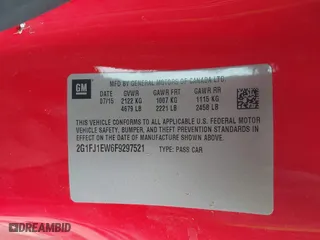 GM
MFD BY GENERAL MOTORS OF CANADA LTD.
DATE GVWR GAWR FRT GAWR RR
07/15 2122 KG 1007 KG 1115 KG
4679 LB 2221 LB 2458 LB
THIS VEHICLE CONFORMS TO ALL APPLICABLE U.S. FEDERAL MOTOR
VEHICLE SAFETY, BUMPER, AND THEFT PREVENTION STANDARDS
IN EFFECT ON THE DATE OF MANUFACTURE SHOWN ABOVE.
2G1FJ1EW6F9297521 TYPE: PASS CAR
DREAMBID